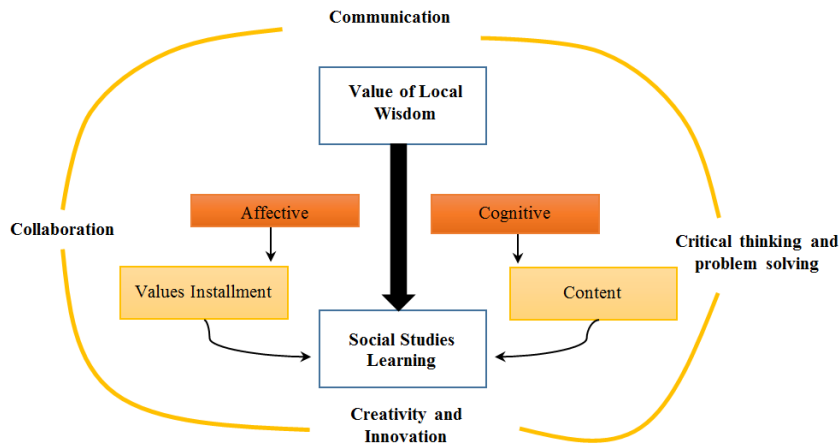 Communication
Value of Local
Wisdom
Affective
Cognitive
Collaboration
Critical thinking and
problem solving
Values Installment
Content
Social Studies
Learning
Creativity and
Innovation